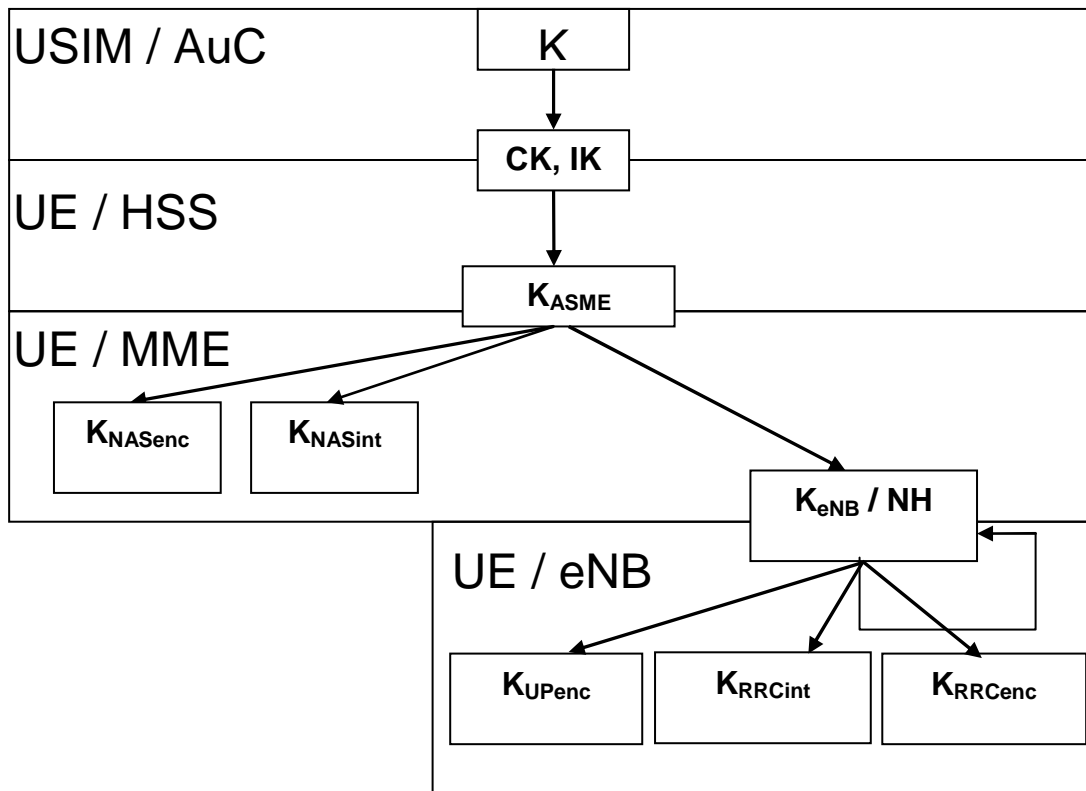 USIM / AuC
K
CK, IK
UE / HSS
KASME
UE / MME
KNASenc
KNASint
KeNB / NH
UE / eNB
KUPenc
KRRCint
KRRCenc